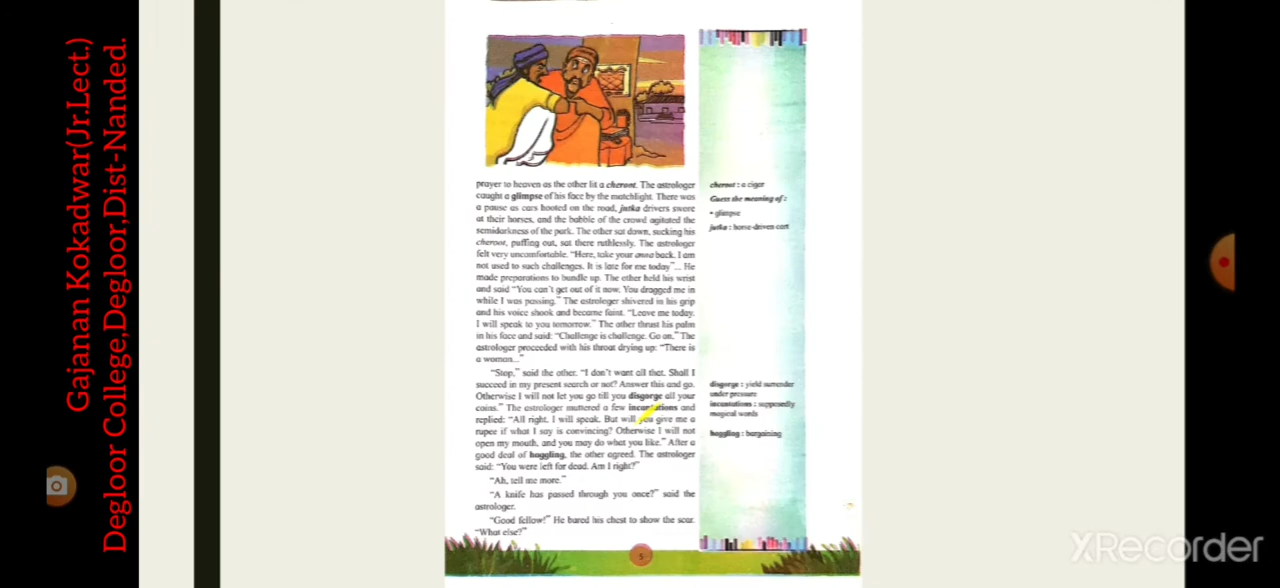 Gajanan Kokadwar(Jr.Lect.)
Degloor College,Degloor,Dist-Nanded.
prayer to heaven as the other lit a cheroot. The astrologer
caught a glimpse of his face by the matchlight. There was
a pause as cars hooted on the road, jutka drivers swore
at their horses, and the babble of the crowd agitated the
semidarkness of the park. The other sat down, sucking his
cheroot, puffing out, sat there ruthlessly. The astrologer
felt very uncomfortable. "Here, take your anna back. I am
not used to such challenges. It is late for me today"... He
made preparations to bundle up. The other held his wrist
and said "You can't get out of it now. You dragged me in
while I was passing." The astrologer shivered in his grip
and his voice shook and became faint. "Leave me today.
I will speak to you tomorrow." The other thrust his palm
in his face and said: "Challenge is challenge. Go on." The
astrologer proceeded with his throat drying up: "There is
a woman..."
"Stop," said the other. "I don't want all that. Shall I
succeed in my present search or not? Answer this and go.
Otherwise I will not let you go till you disgorge all your
coins." The astrologer muttered a few incantations and
replied: "All right. I will speak. But will you give me a
rupee if what I say is convincing? Otherwise I will not
open my mouth, and you may do what you like." After a
good deal of haggling, the other agreed. The astrologer
said: "You were left for dead. Am I right?"
"Ah, tell me more."
"A knife has passed through you once?" said the
astrologer.
"Good fellow!" He bared his chest to show the scar.
"What else?"
cheroot : a cigar
Guess the meaning of :
• glimpse
jutka : horse-driven cart
disgorge : yield surrender
under pressure
incantations : supposedly
magical words
haggling : bargaining
5
XRecorder